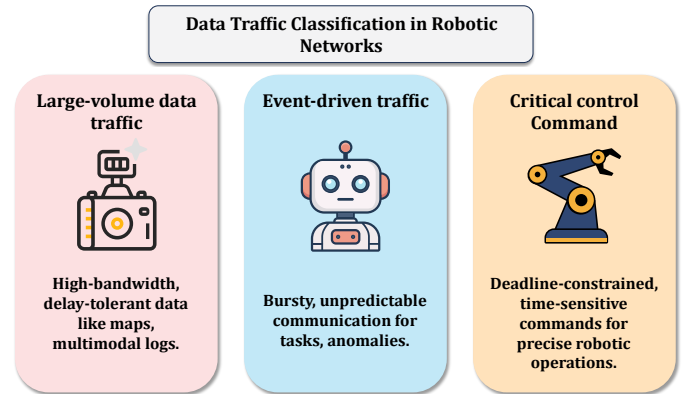 Data Traffic Classification in Robotic
Networks
Large-volume data
traffic
High-bandwidth,
delay-tolerant data
like maps,
multimodal logs.
Event-driven traffic
Bursty, unpredictable
communication for
tasks, anomalies.
Critical control
Command
Deadline-constrained,
time-sensitive
commands for
precise robotic
operations.